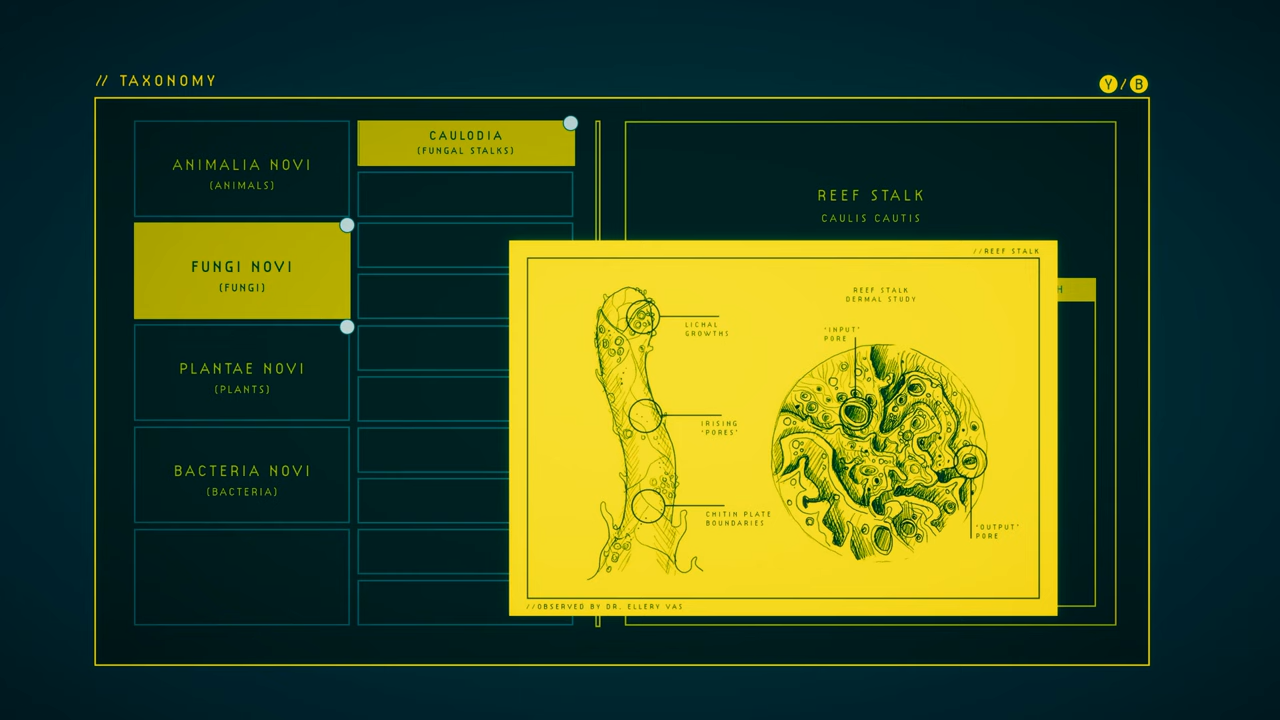 // TAXONOMY
Y / B
ANIMALIA NOVI
(ANIMALS)
FUNGI NOVI
(FUNGI)
PLANTAE NOVI
(PLANTS)
BACTERIA NOVI
(BACTERIA)
CAULODIA
(FUNGAL STALKS)
REEF STALK
CAULIS CAUTIS
//REEF STALK
REEF STALK
DERMAL STUDY
LICHAL
GROWTHS
IRISING
"PORES"
CHITIN PLATE
BOUNDARIES
"INPUT"
PORE
"OUTPUT"
PORE
//OBSERVED BY DR. ELLERY VAS